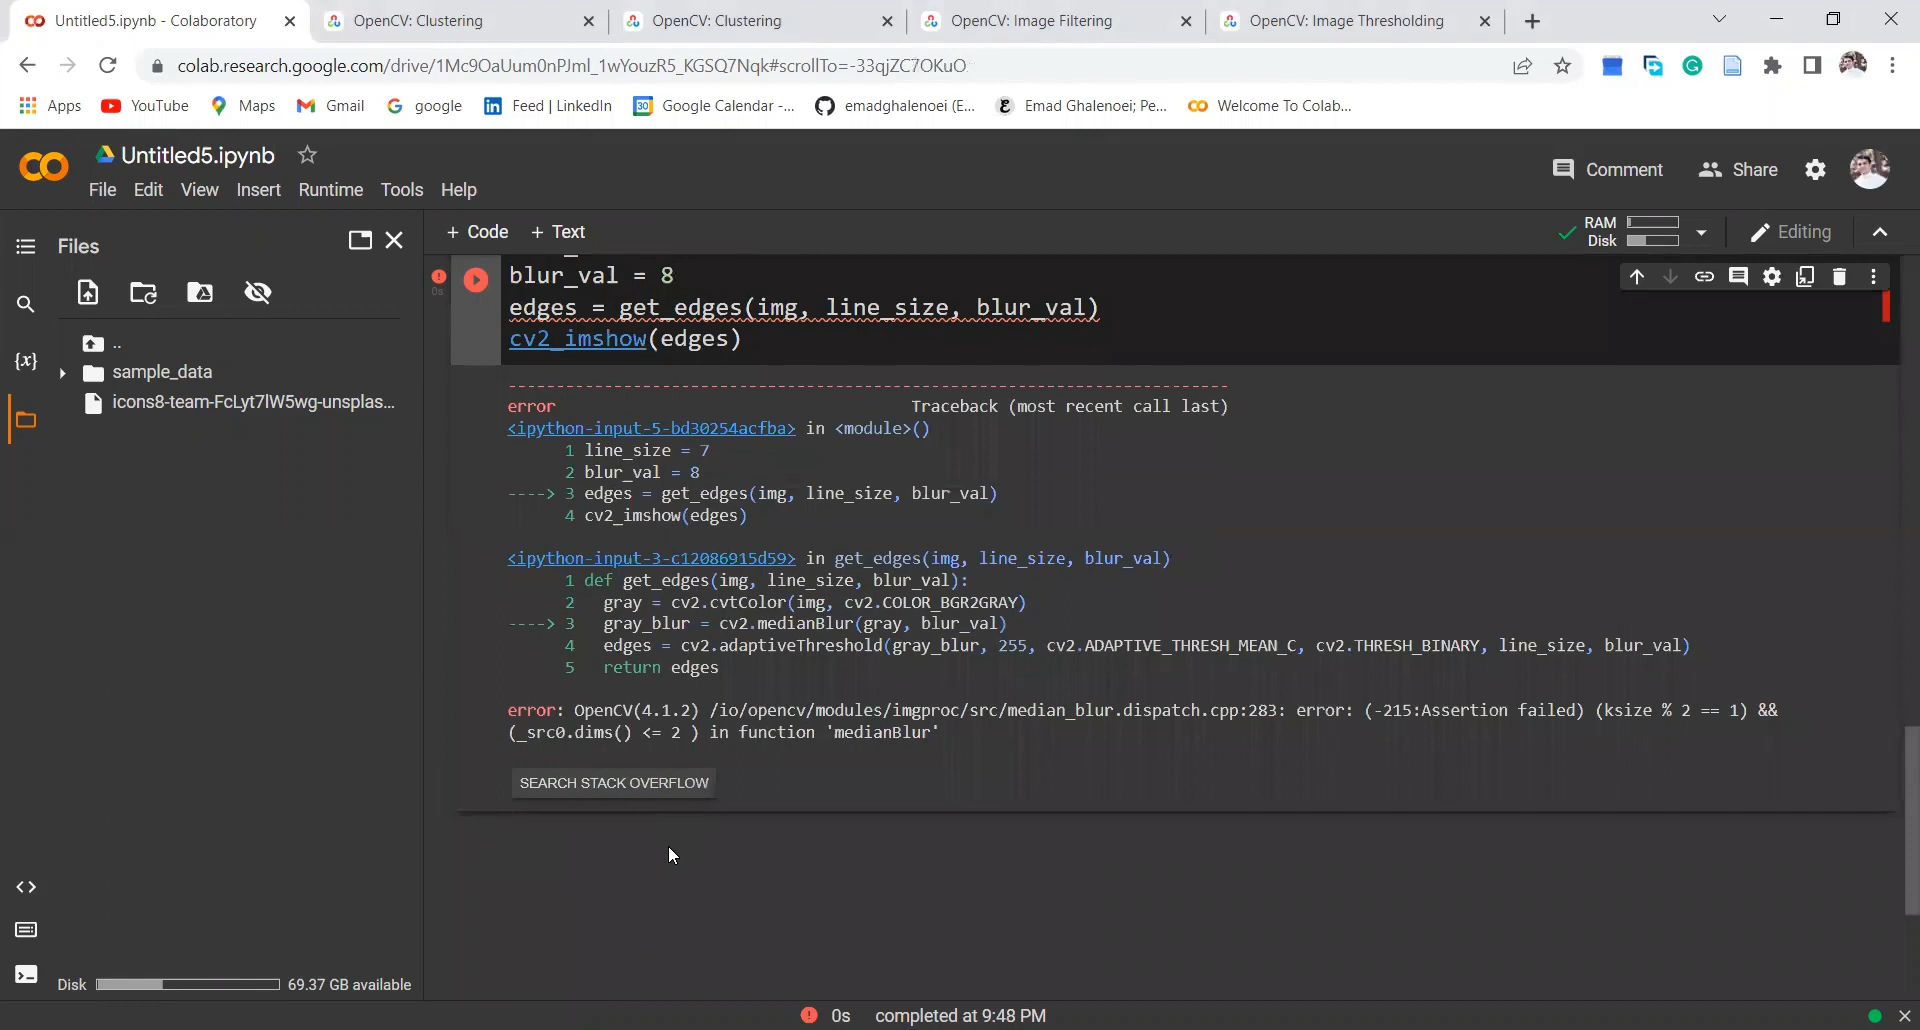 Untitled5.ipynb - Colaboratory
OpenCV: Clustering
OpenCV: Clustering
OpenCV: Image Filtering
OpenCV: Image Thresholding
colab.research.google.com/drive/1Mc9OaUum0nPJml_1wYouzR5_KGSQ7Nqk#scrollTo=-33qjZC7OKuO
Apps YouTube Maps Gmail google Feed | LinkedIn Google Calendar -... emadghalenoei (E... Emad Ghalenoei; Pe... Welcome To Colab...
Untitled5.ipynb
File Edit View Insert Runtime Tools Help
Comment Share
Files
+ Code + Text
RAM
Disk
Editing
..
sample_data
icons8-team-FcLyt7lW5wg-unsplas...
{x}
0s
blur_val = 8
edges = get_edges(img, line_size, blur_val)
cv2_imshow(edges)
---------------------------------------------------------------------------
error Traceback (most recent call last)
<ipython-input-5-bd30254acfba> in <module>()
1 line_size = 7
2 blur_val = 8
----> 3 edges = get_edges(img, line_size, blur_val)
4 cv2_imshow(edges)
<ipython-input-3-c12086915d59> in get_edges(img, line_size, blur_val)
1 def get_edges(img, line_size, blur_val):
2 gray = cv2.cvtColor(img, cv2.COLOR_BGR2GRAY)
----> 3 gray_blur = cv2.medianBlur(gray, blur_val)
4 edges = cv2.adaptiveThreshold(gray_blur, 255, cv2.ADAPTIVE_THRESH_MEAN_C, cv2.THRESH_BINARY, line_size, blur_val)
5 return edges
error: OpenCV(4.1.2) /io/opencv/modules/imgproc/src/median_blur.dispatch.cpp:283: error: (-215:Assertion failed) (ksize % 2 == 1) &&
(_src0.dims() <= 2 ) in function 'medianBlur'
SEARCH STACK OVERFLOW
Disk 69.37 GB available
0s completed at 9:48 PM